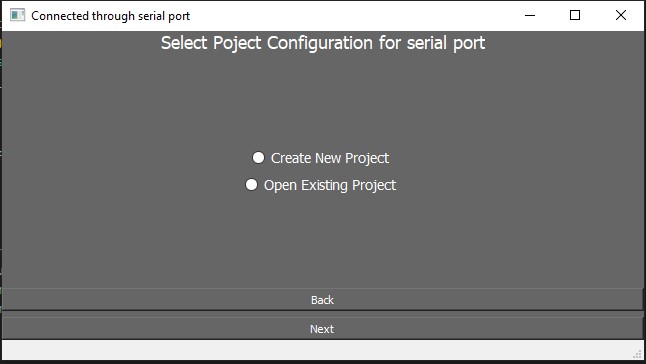 Connected through serial port
Select Poject Configuration for serial port
Create New Project
Open Existing Project
Back
Next